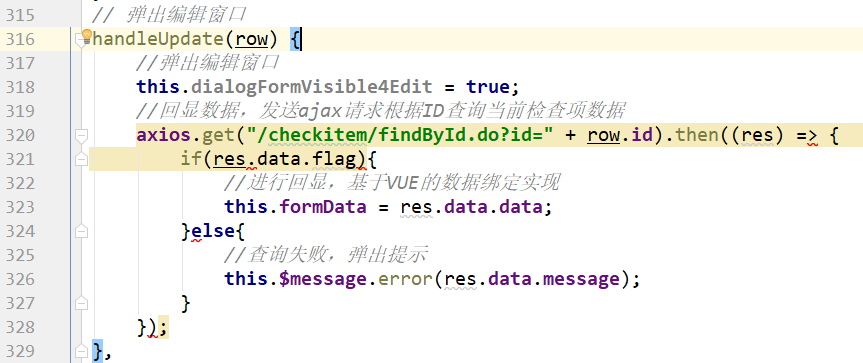 315 // 弹出编辑窗口
316 handleUpdate(row) {
317 //弹出编辑窗口
318 this.dialogFormVisible4Edit = true;
319 //回显数据，发送ajax请求根据ID查询当前检查项数据
320 axios.get("/checkitem/findById.do?id=" + row.id).then((res) => {
321 if(res.data.flag){
322 //进行回显，基于VUE的数据绑定实现
323 this.formData = res.data.data;
324 }else{
325 //查询失败，弹出提示
326 this.$message.error(res.data.message);
327 }
328 });
329 },